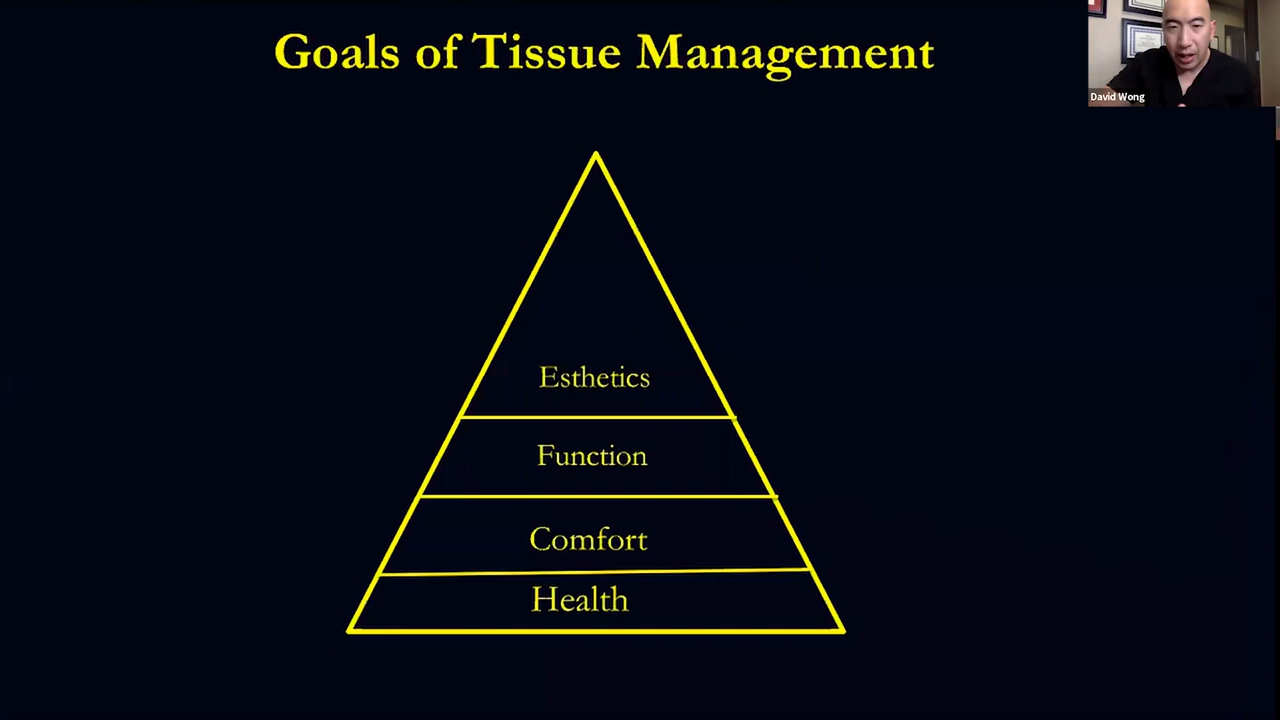 Goals of Tissue Management
David Wong
Esthetics
Function
Comfort
Health